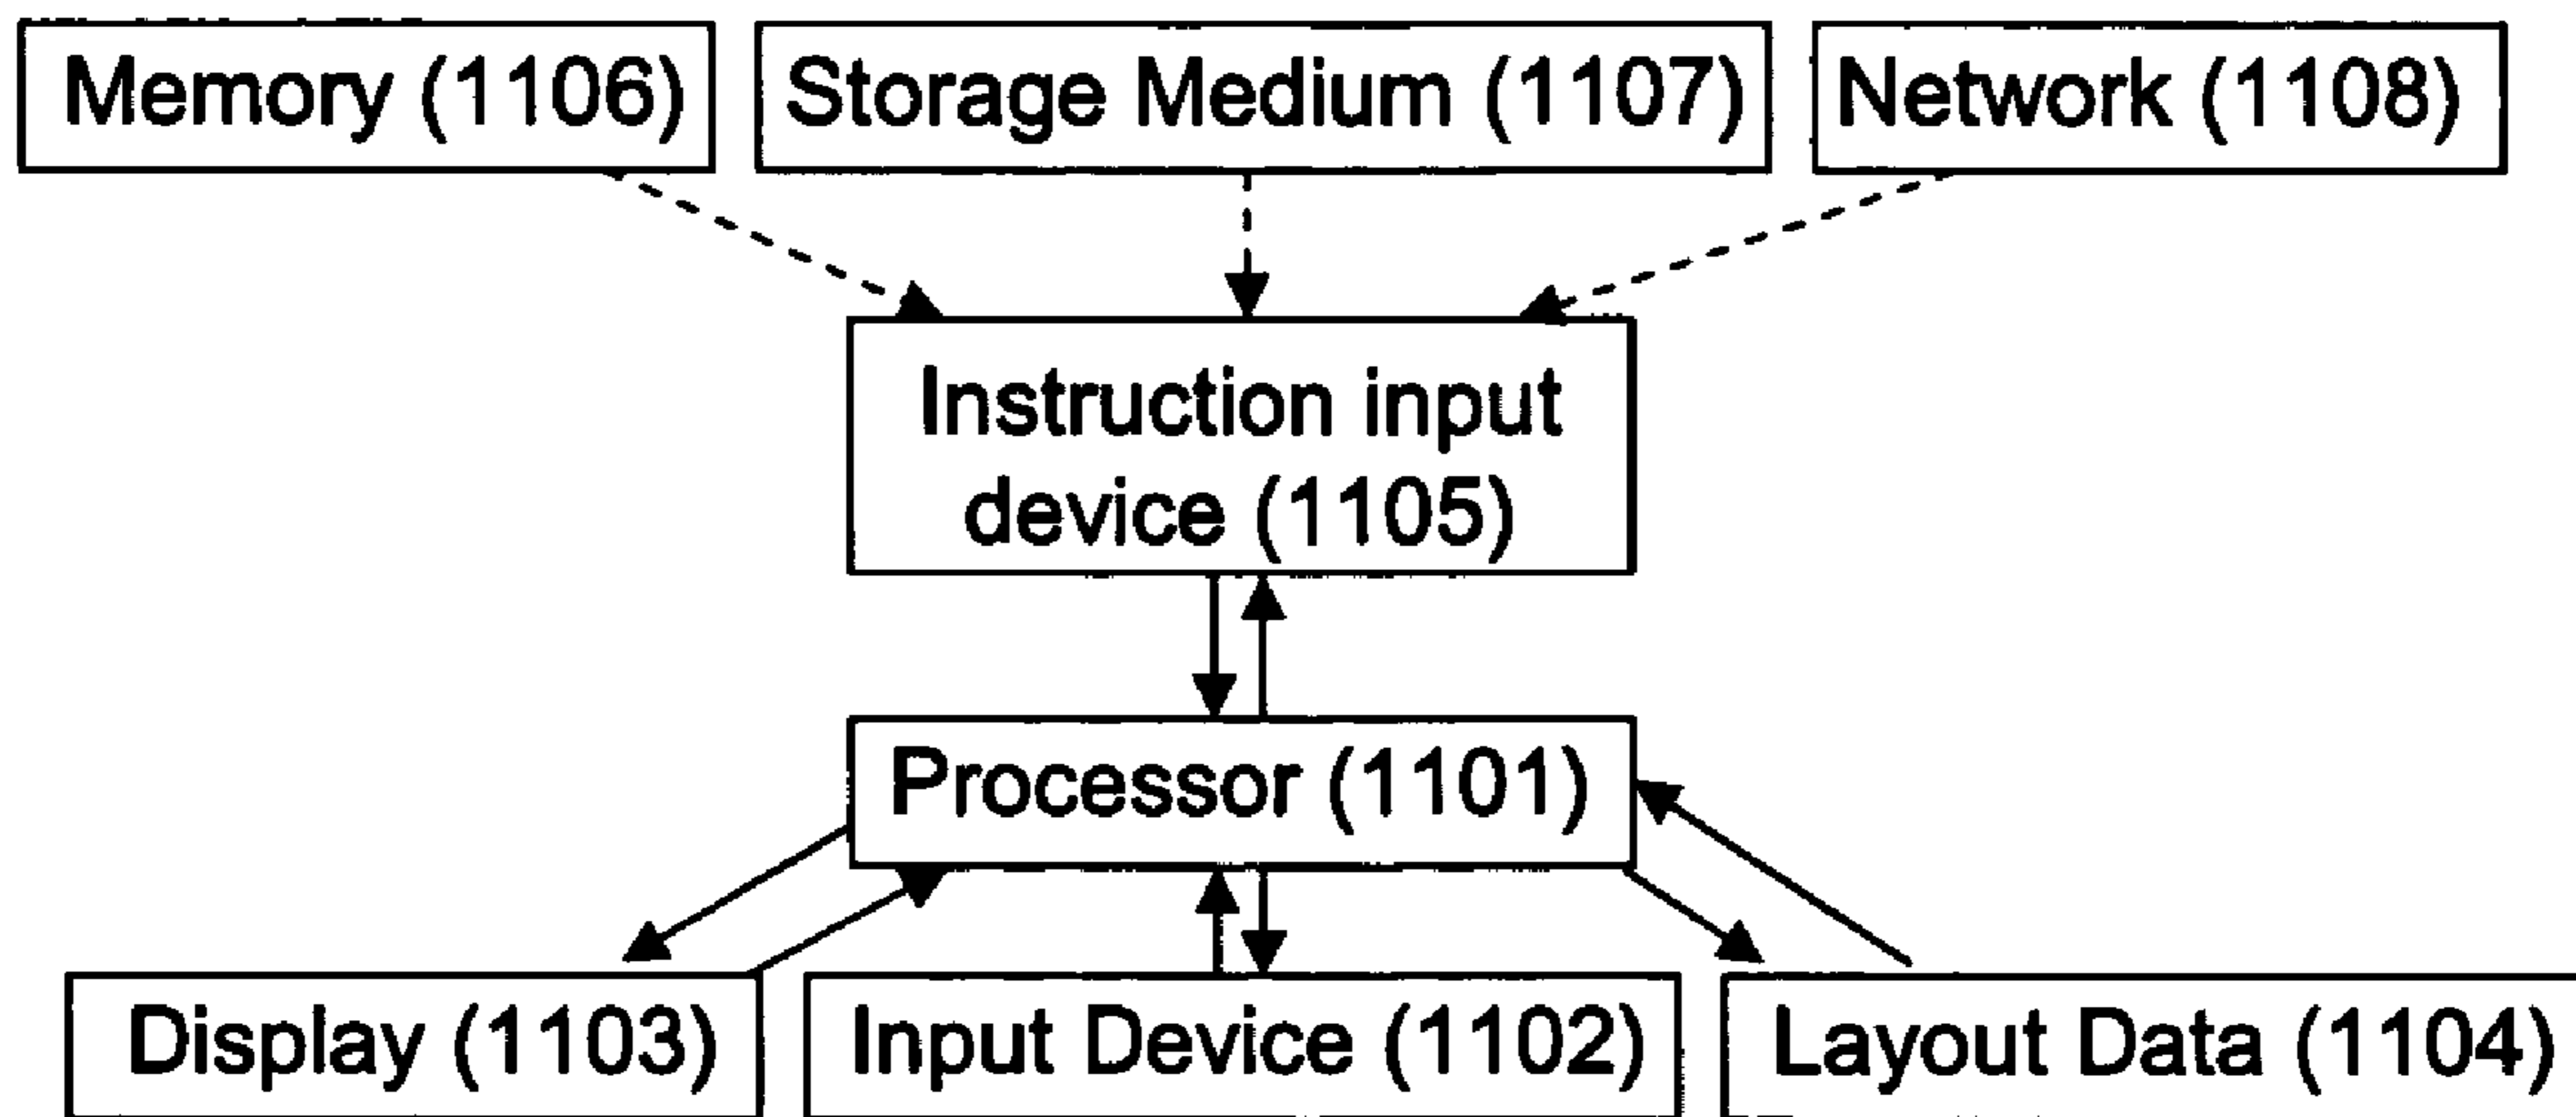 Memory (1106)
Storage Medium (1107)
Network (1108)
Instruction input
device (1105)
Processor (1101)
Display (1103)
Input Device (1102)
Layout Data (1104)